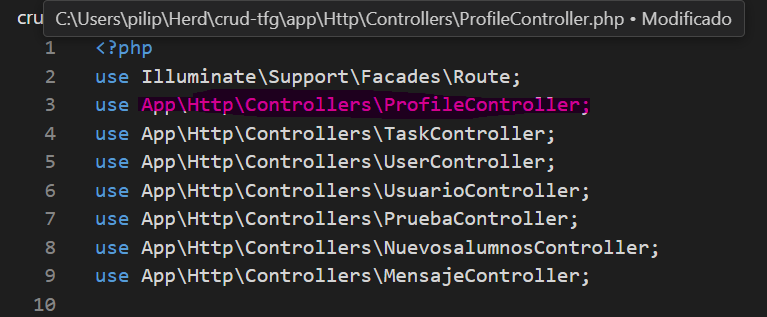 cru
C:\Users\pilip\Herd\crud-tfg\app\Http\Controllers\ProfileController.php • Modificado
1 <?php
2 use Illuminate\Support\Facades\Route;
3 use App\Http\Controllers\ProfileController;
4 use App\Http\Controllers\TaskController;
5 use App\Http\Controllers\UserController;
6 use App\Http\Controllers\UsuarioController;
7 use App\Http\Controllers\PruebaController;
8 use App\Http\Controllers\NuevosalumnosController;
9 use App\Http\Controllers\MensajeController;
10